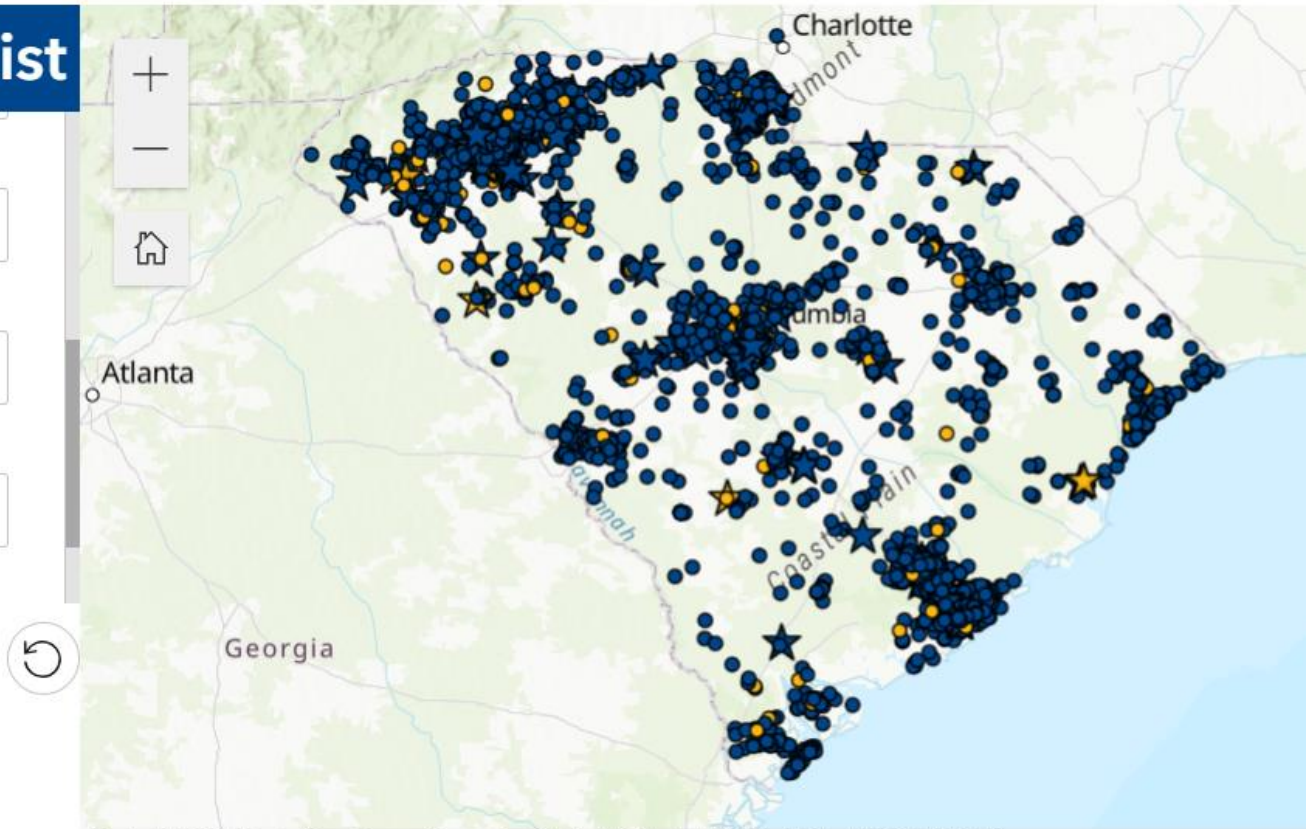 ist
Charlotte
dmont
umbia
Atlanta
Coastal Plain
Georgia